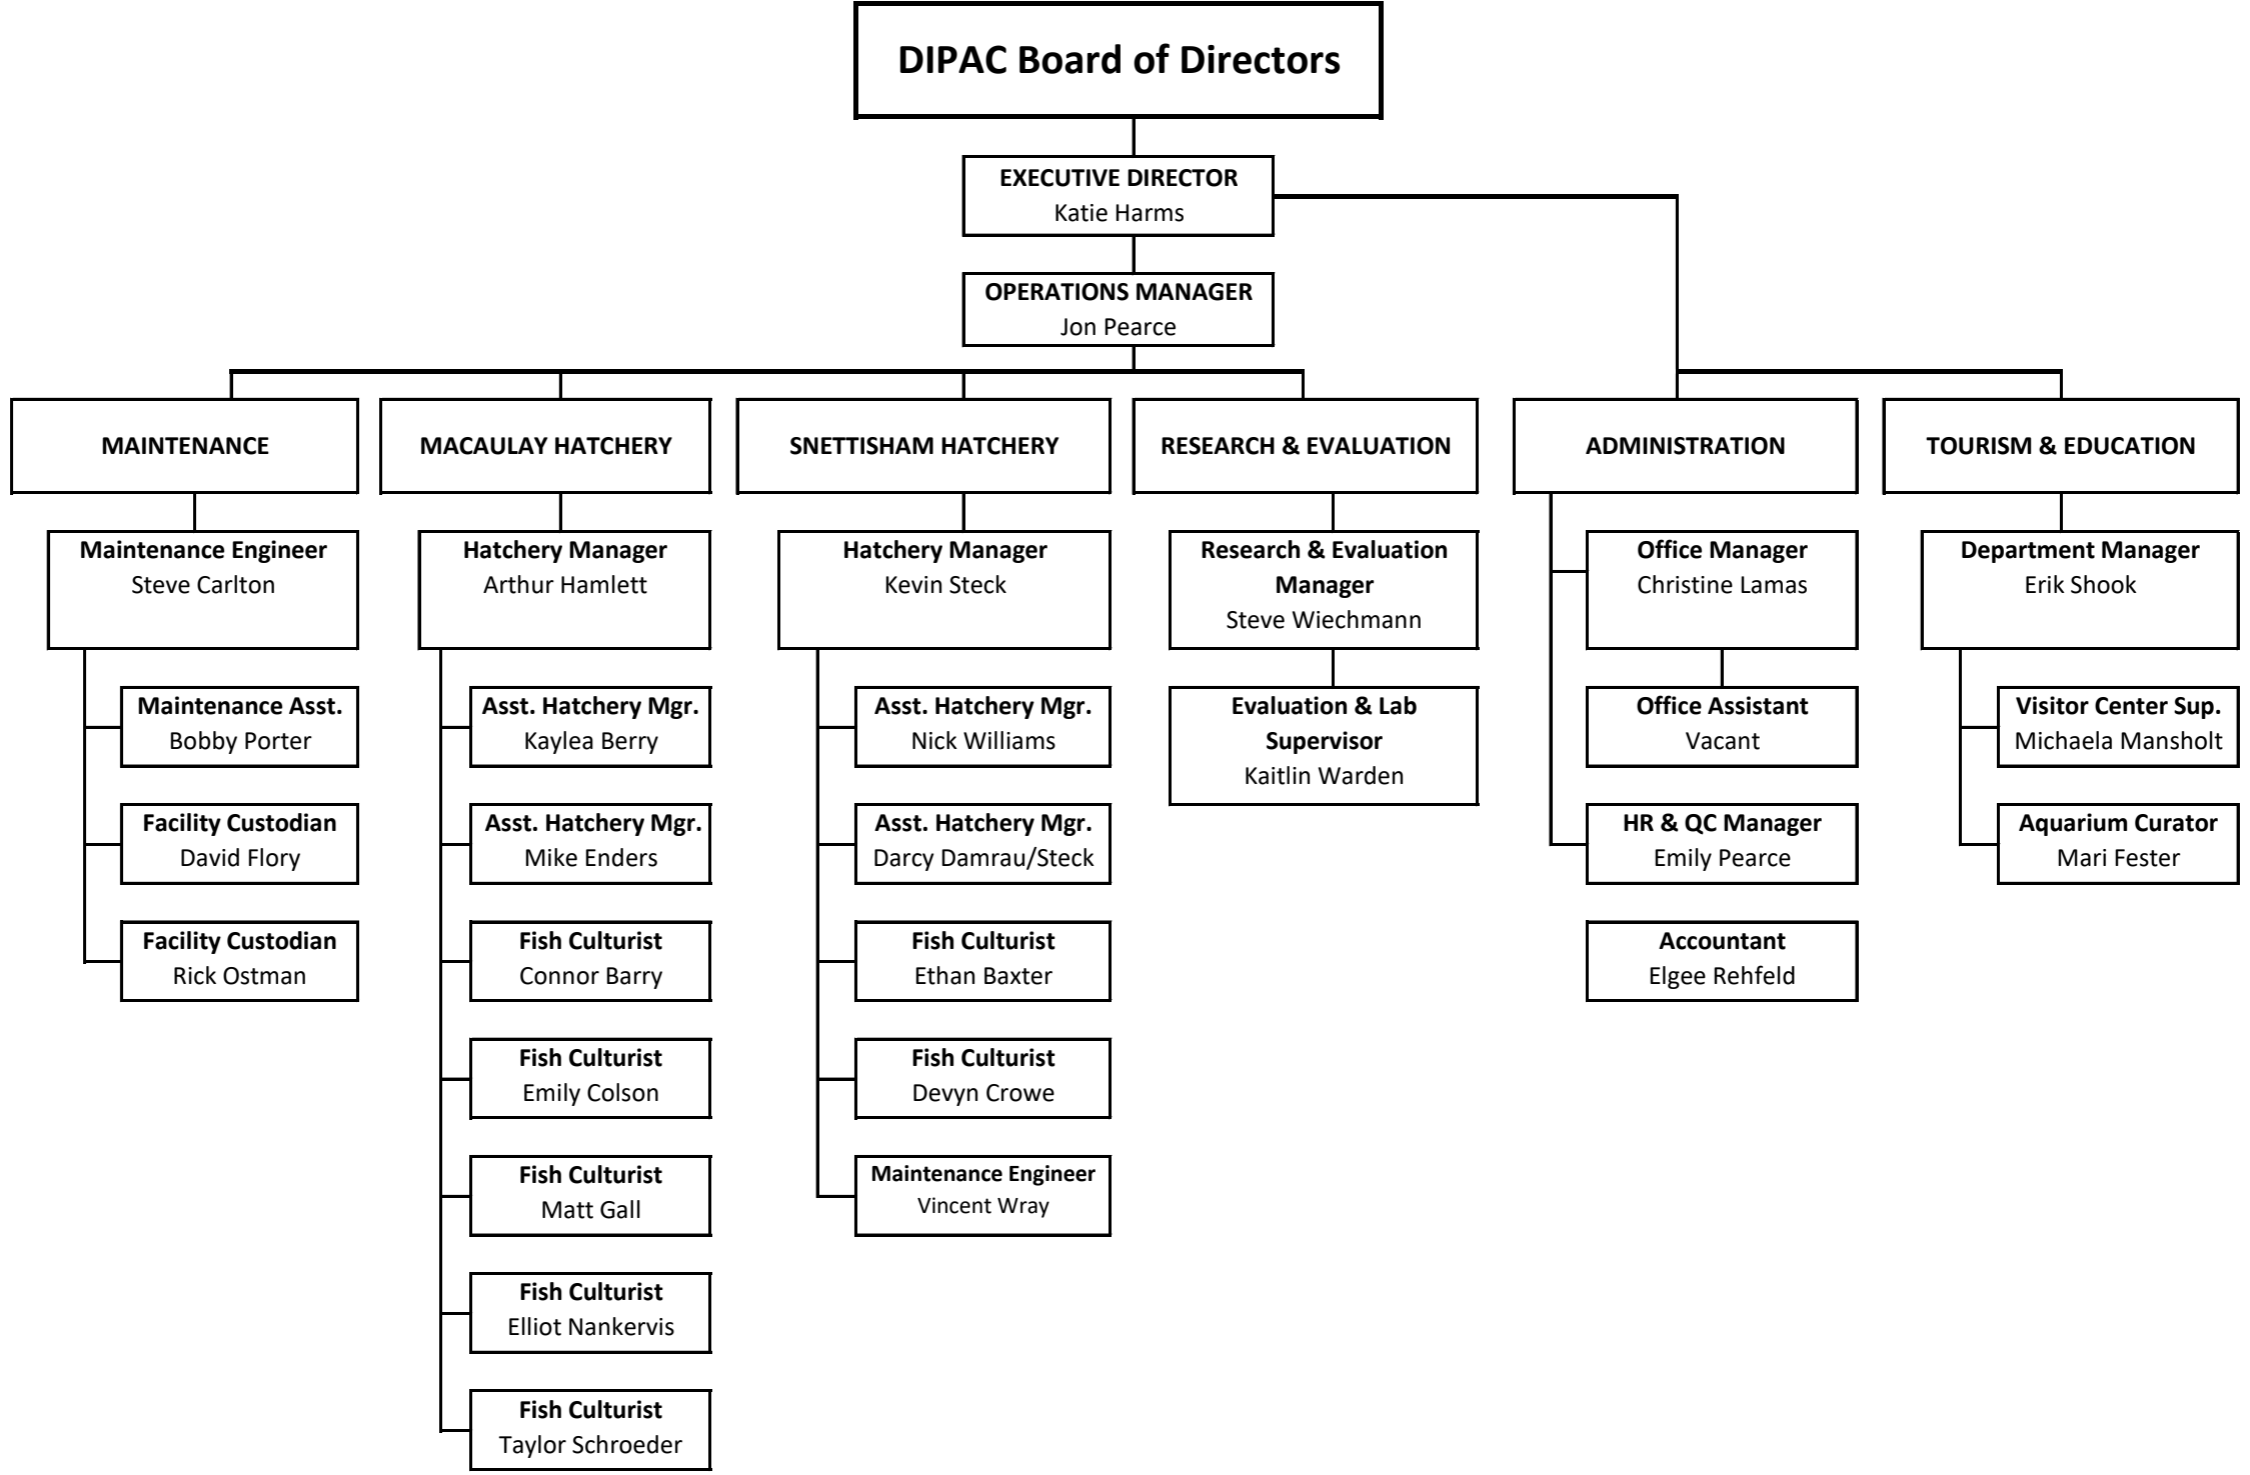 DIPAC Board of Directors
EXECUTIVE DIRECTOR
Katie Harms
OPERATIONS MANAGER
Jon Pearce
MAINTENANCE
Maintenance Engineer
Steve Carlton
Maintenance Asst.
Bobby Porter
Facility Custodian
David Flory
Facility Custodian
Rick Ostman
MACAULAY HATCHERY
Hatchery Manager
Arthur Hamlett
Asst. Hatchery Mgr.
Kaylea Berry
Asst. Hatchery Mgr.
Mike Enders
Fish Culturist
Connor Barry
Fish Culturist
Emily Colson
Fish Culturist
Matt Gall
Fish Culturist
Elliot Nankervis
Fish Culturist
Taylor Schroeder
SNETTISHAM HATCHERY
Hatchery Manager
Kevin Steck
Asst. Hatchery Mgr.
Nick Williams
Asst. Hatchery Mgr.
Darcy Damrau/Steck
Fish Culturist
Ethan Baxter
Fish Culturist
Devyn Crowe
Maintenance Engineer
Vincent Wray
RESEARCH & EVALUATION
Research & Evaluation
Manager
Steve Wiechmann
Evaluation & Lab
Supervisor
Kaitlin Warden
ADMINISTRATION
Office Manager
Christine Lamas
Office Assistant
Vacant
HR & QC Manager
Emily Pearce
Accountant
Elgee Rehfeld
TOURISM & EDUCATION
Department Manager
Erik Shook
Visitor Center Sup.
Michaela Mansholt
Aquarium Curator
Mari Fester